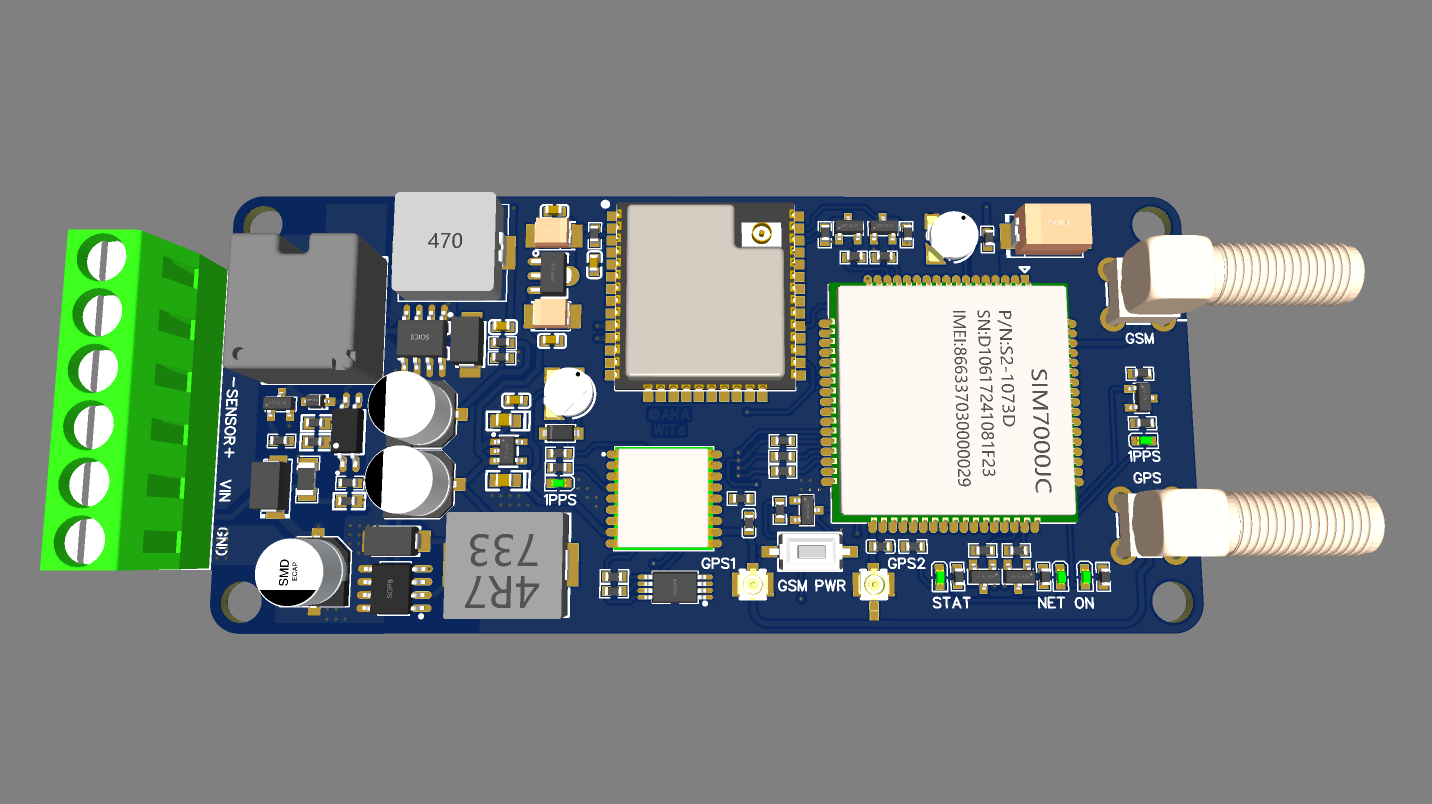 470
SOIC8
GSM
SIM7000JC
P/N:S2-1073D
SN:D10617241081F23
IMEI:866337030000029
-SENSOR+
VIN
GND
1PPS
1PPS
GPS
SMD
ECAP
SOP8
4R7
733
GPS1
GSM PWR
GPS2
STAT
NET ON